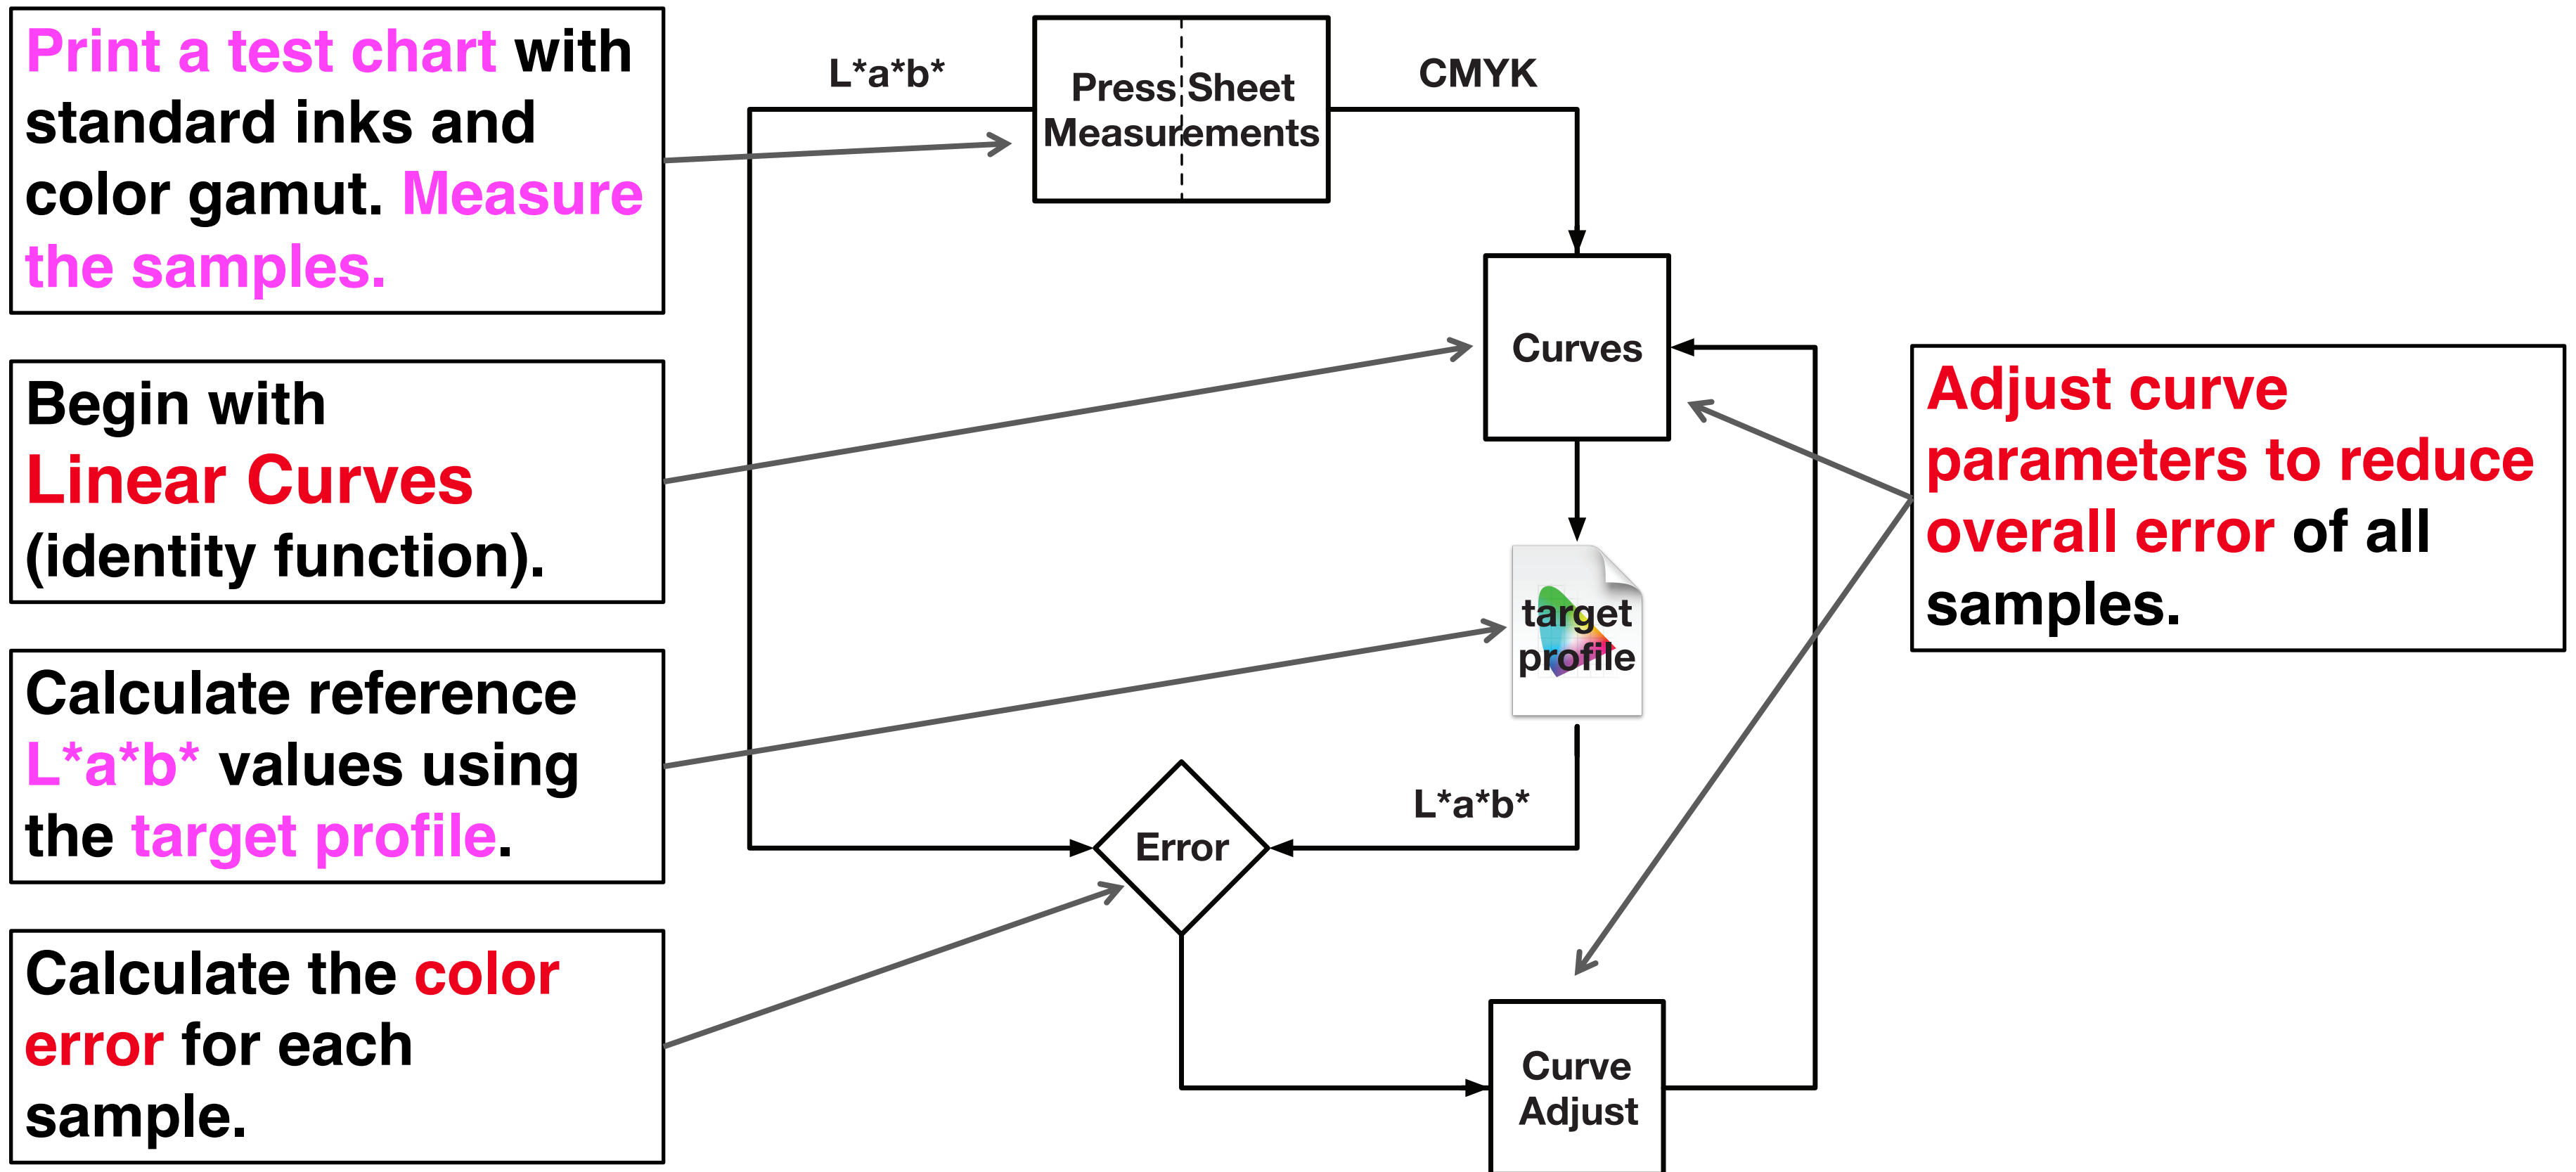 Print a test chart with
standard inks and
color gamut. Measure
the samples.
L*a*b*
Press Sheet
Measurements
CMYK
Begin with
Linear Curves
(identity function).
Curves
Adjust curve
parameters to reduce
overall error of all
samples.
Calculate reference
L*a*b* values using
the target profile.
target
profile
L*a*b*
Error
Calculate the color
error for each
sample.
Curve
Adjust